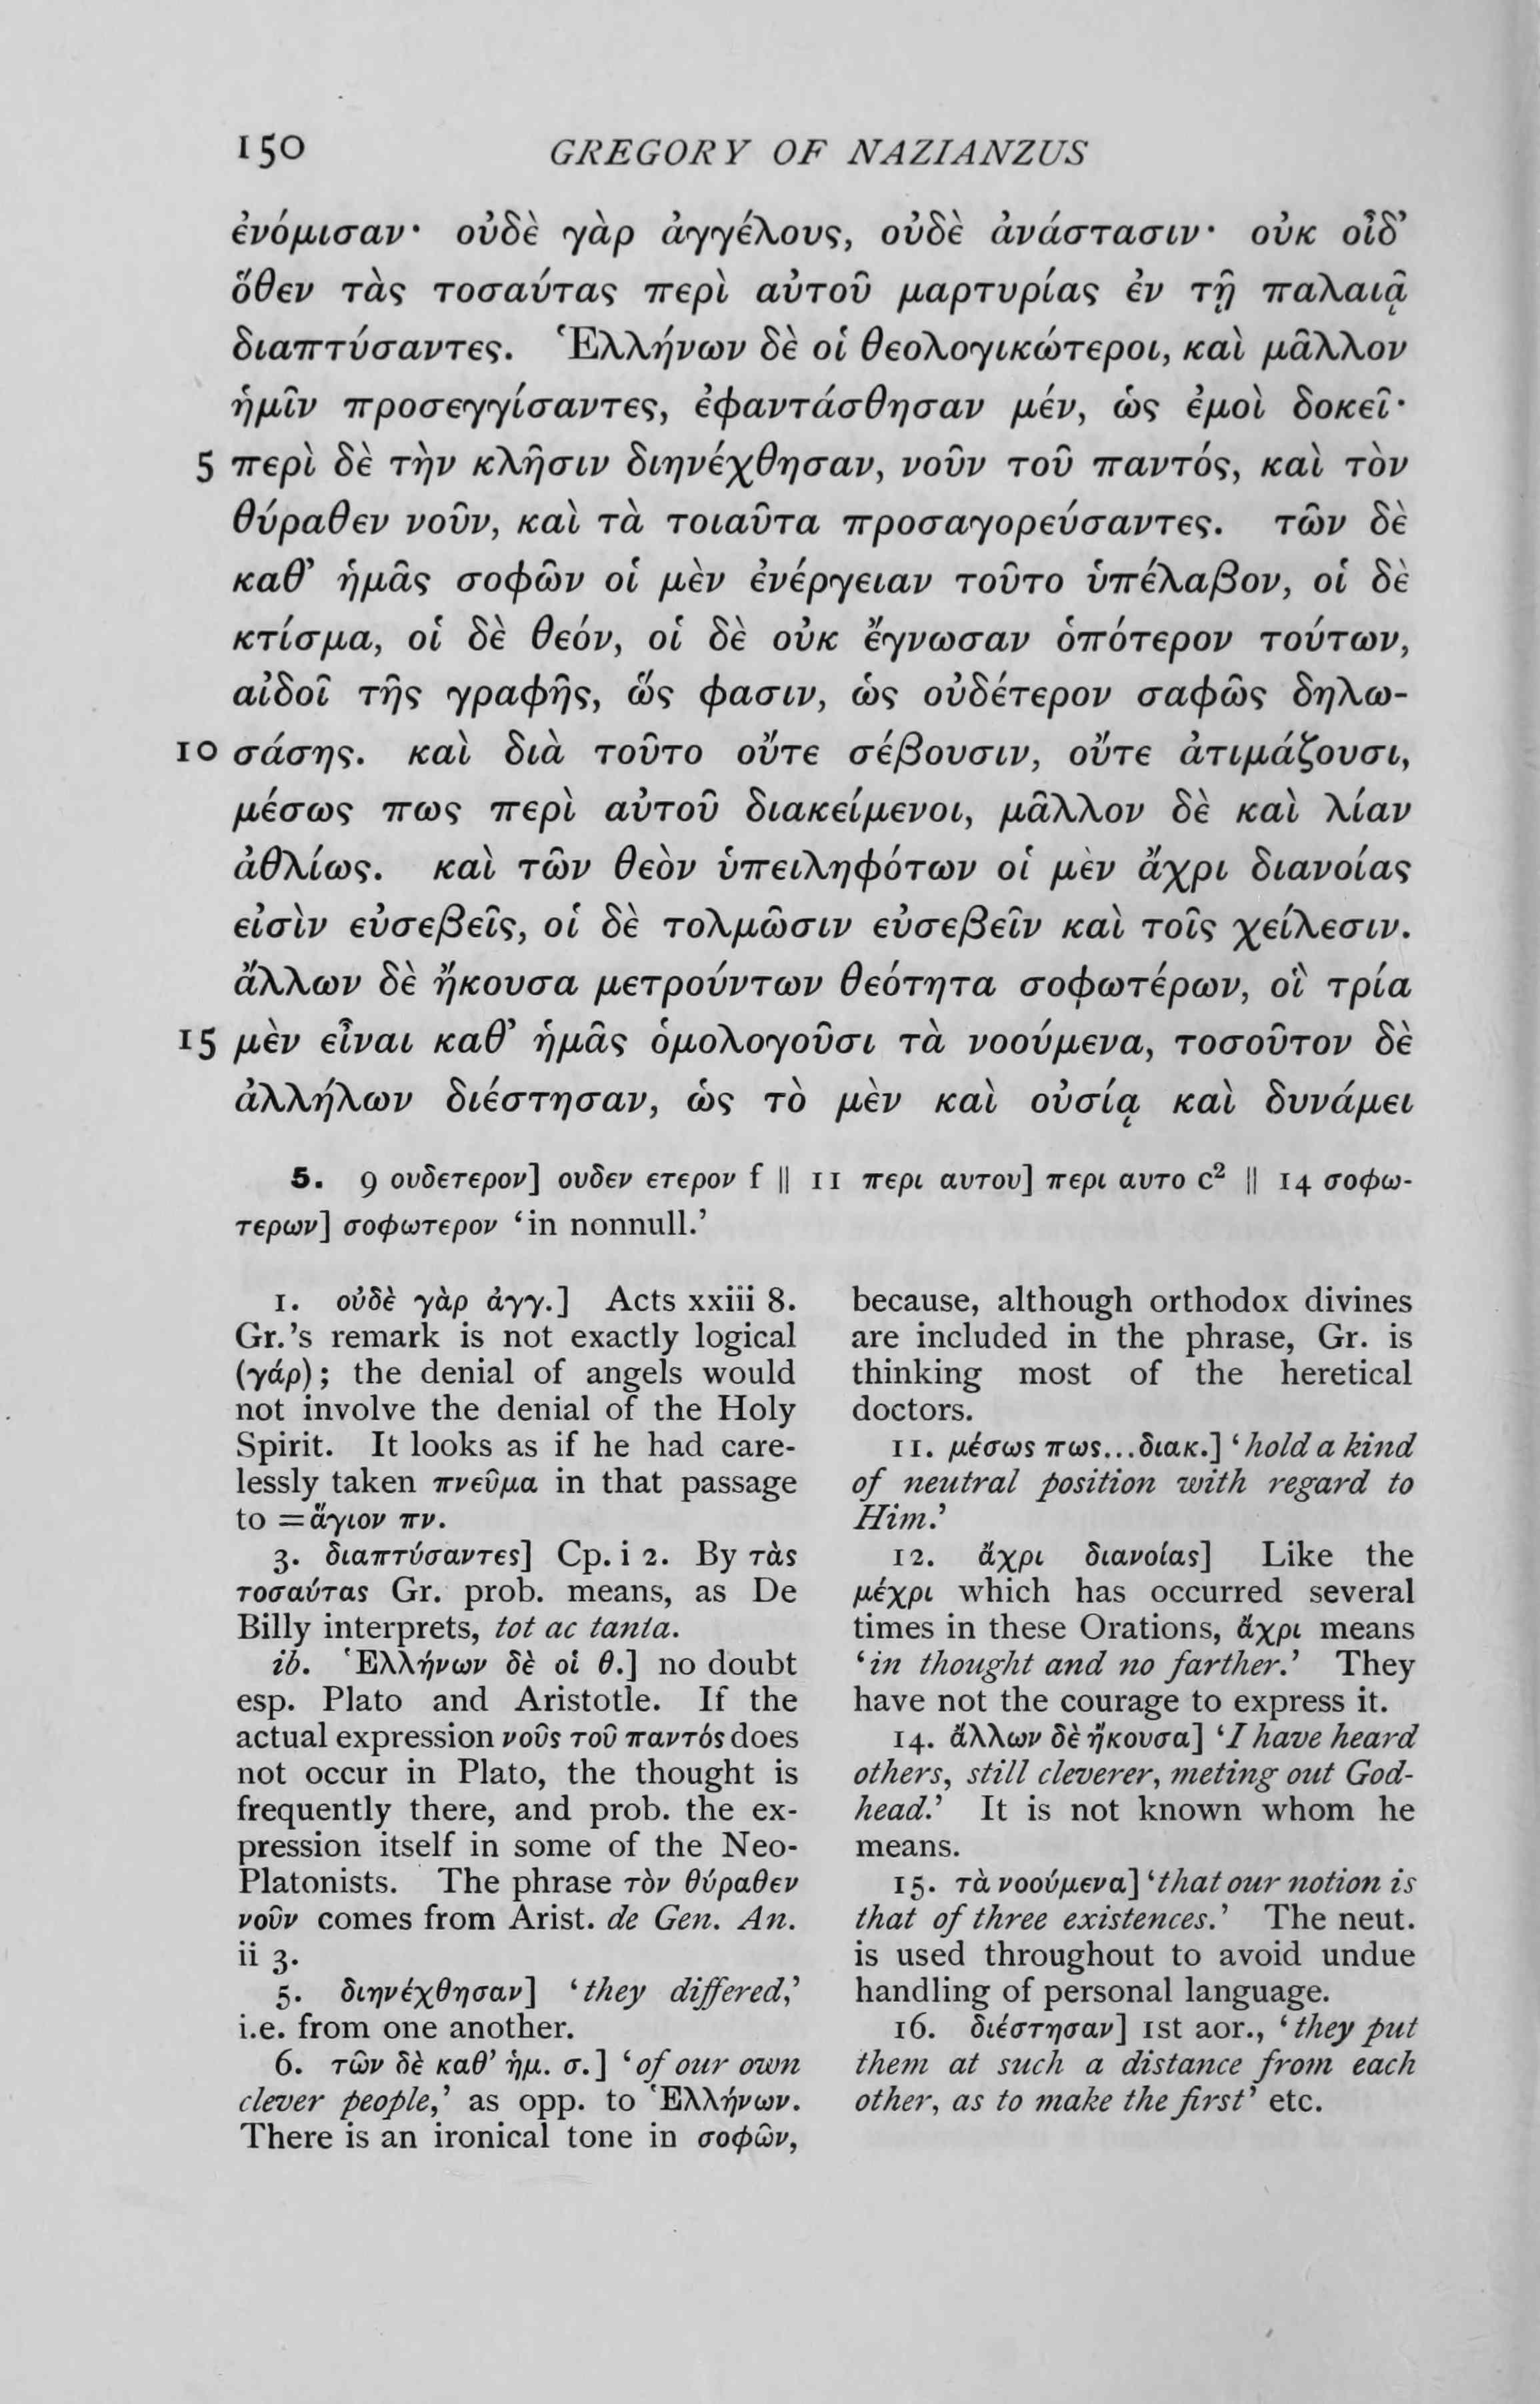 150 GREGORY OF NAZIANZUS
ἐνόμισαν· οὐδὲ γὰρ ἀγγέλους, οὐδὲ ἀνάστασιν· οὐκ οἶδ’
ὅθεν τὰς τοσαύτας περὶ αὐτοῦ μαρτυρίας ἐν τῇ παλαιᾷ
διαπτύσαντες. Ἑλλήνων δὲ οἱ θεολογικώτεροι, καὶ μᾶλλον
ἡμῖν προσεγγίσαντες, ἐφαντάσθησαν μέν, ὡς ἐμοὶ δοκεῖ·
5 περὶ δὲ τὴν κλῆσιν διηνέχθησαν, νοῦν τοῦ παντός, καὶ τὸν
θύραθεν νοῦν, καὶ τὰ τοιαῦτα προσαγορεύσαντες. τῶν δὲ
καθ’ ἡμᾶς σοφῶν οἱ μὲν ἐνέργειαν τοῦτο ὑπέλαβον, οἱ δὲ
κτίσμα, οἱ δὲ θεόν, οἱ δὲ οὐκ ἔγνωσαν ὁπότερον τούτων,
αἰδοῖ τῆς γραφῆς, ὥς φασιν, ὡς οὐδέτερον σαφῶς δηλω-
10 σάσης. καὶ διὰ τοῦτο οὔτε σέβουσιν, οὔτε ἀτιμάζουσι,
μέσως πως περὶ αὐτοῦ διακείμενοι, μᾶλλον δὲ καὶ λίαν
ἀθλίως. καὶ τῶν θεὸν ὑπειληφότων οἱ μὲν ἄχρι διανοίας
εἰσὶν εὐσεβεῖς, οἱ δὲ τολμῶσιν εὐσεβεῖν καὶ τοῖς χείλεσιν.
ἄλλων δὲ ἤκουσα μετρούντων θεότητα σοφωτέρων, οἳ τρία
15 μὲν εἶναι καθ’ ἡμᾶς ὁμολογοῦσι τὰ νοούμενα, τοσοῦτον δὲ
ἀλλήλων διέστησαν, ὡς τὸ μὲν καὶ οὐσίᾳ καὶ δυνάμει
5. 9 ουδετερον] ουδεν ετερον f || 11 περι αυτου] περι αυτο c² || 14 σοφω-
τερων] σοφωτερον ‘in nonnull.’
1. οὐδὲ γὰρ ἀγγ.] Acts xxiii 8.
Gr.’s remark is not exactly logical
(γάρ); the denial of angels would
not involve the denial of the Holy
Spirit. It looks as if he had care-
lessly taken πνεῦμα in that passage
to =ἅγιον πν.
3. διαπτύσαντες] Cp. i 2. By τὰς
τοσαύτας Gr. prob. means, as De
Billy interprets, tot ac tanta.
ib. Ἑλλήνων δὲ οἱ θ.] no doubt
esp. Plato and Aristotle. If the
actual expression νοῦς τοῦ παντός does
not occur in Plato, the thought is
frequently there, and prob. the ex-
pression itself in some of the Neo-
Platonists. The phrase τὸν θύραθεν
νοῦν comes from Arist. de Gen. An.
ii 3.
5. διηνέχθησαν] ‘they differed,’
i.e. from one another.
6. τῶν δὲ καθ’ ἡμ. σ.] ‘of our own
clever people,’ as opp. to Ἑλλήνων.
There is an ironical tone in σοφῶν,
because, although orthodox divines
are included in the phrase, Gr. is
thinking most of the heretical
doctors.
11. μέσως πως...διακ.] ‘hold a kind
of neutral position with regard to
Him.’
12. ἄχρι διανοίας] Like the
μέχρι which has occurred several
times in these Orations, ἄχρι means
‘in thought and no farther.’ They
have not the courage to express it.
14. ἄλλων δὲ ἤκουσα] ‘I have heard
others, still cleverer, meting out God-
head.’ It is not known whom he
means.
15. τὰ νοούμενα] ‘that our notion is
that of three existences.’ The neut.
is used throughout to avoid undue
handling of personal language.
16. διέστησαν] 1st aor., ‘they put
them at such a distance from each
other, as to make the first’ etc.